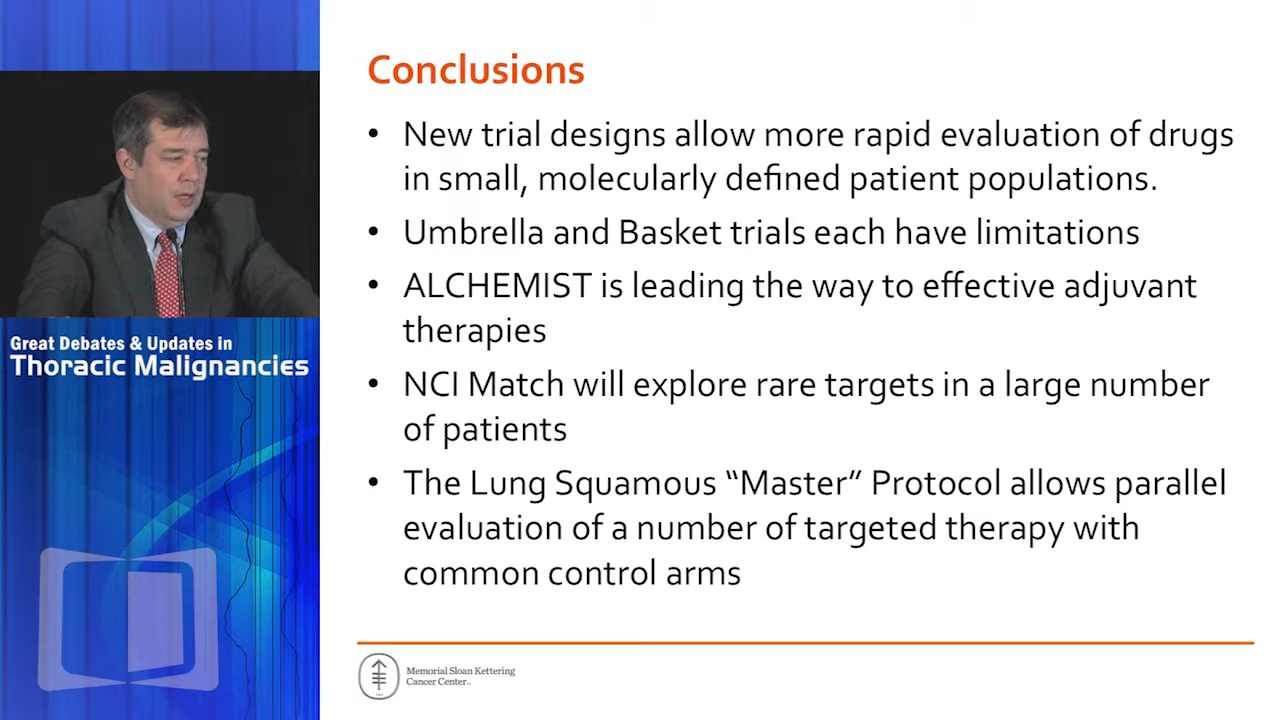 Conclusions
• New trial designs allow more rapid evaluation of drugs
in small, molecularly defined patient populations.
• Umbrella and Basket trials each have limitations
• ALCHEMIST is leading the way to effective adjuvant
therapies
• NCI Match will explore rare targets in a large number
of patients
• The Lung Squamous “Master” Protocol allows parallel
evaluation of a number of targeted therapy with
common control arms
Great Debates & Updates in
Thoracic Malignancies
Memorial Sloan Kettering
Cancer Center